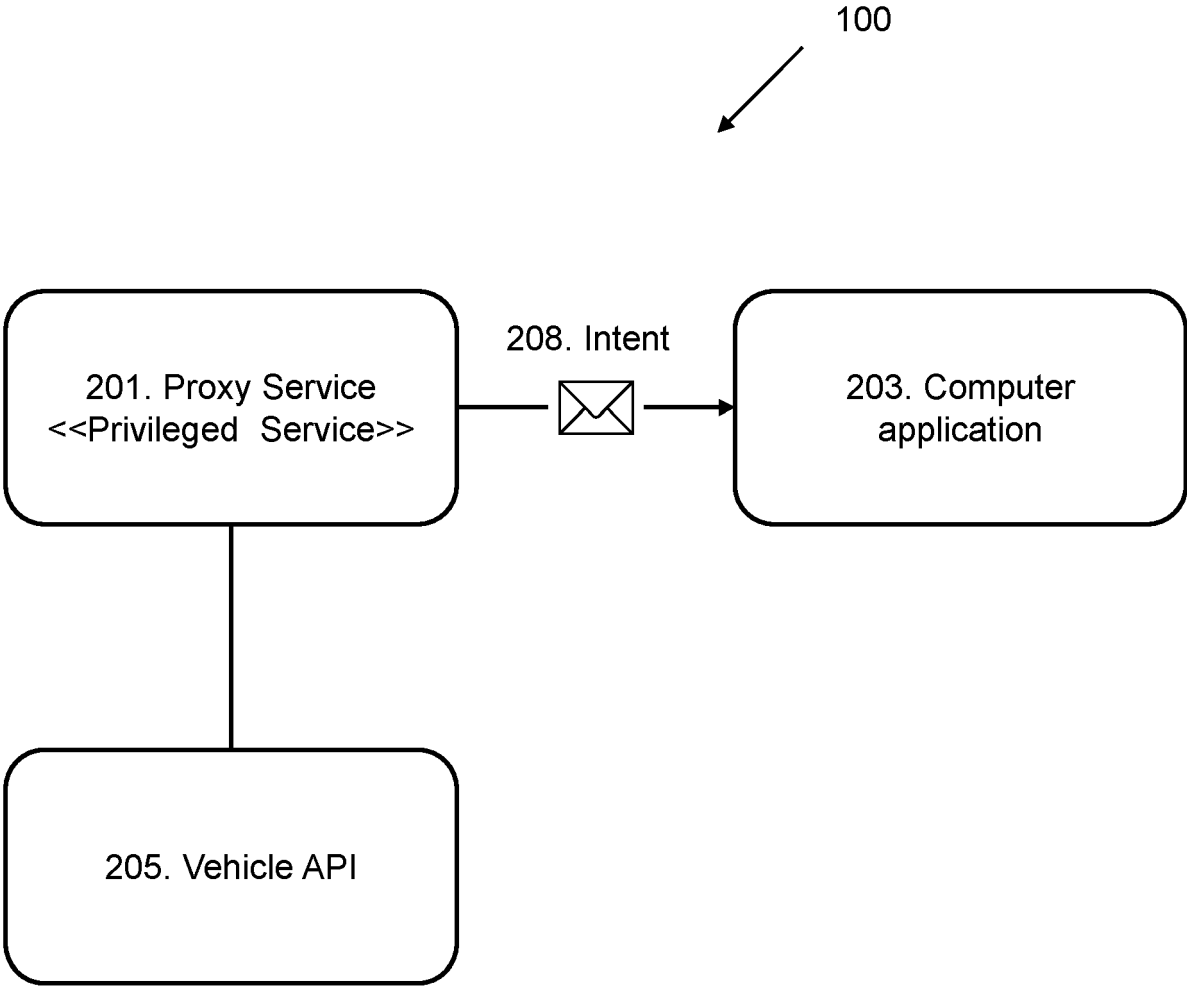 100
208. Intent
201. Proxy Service
<<Privileged Service>>
203. Computer
application
205. Vehicle API